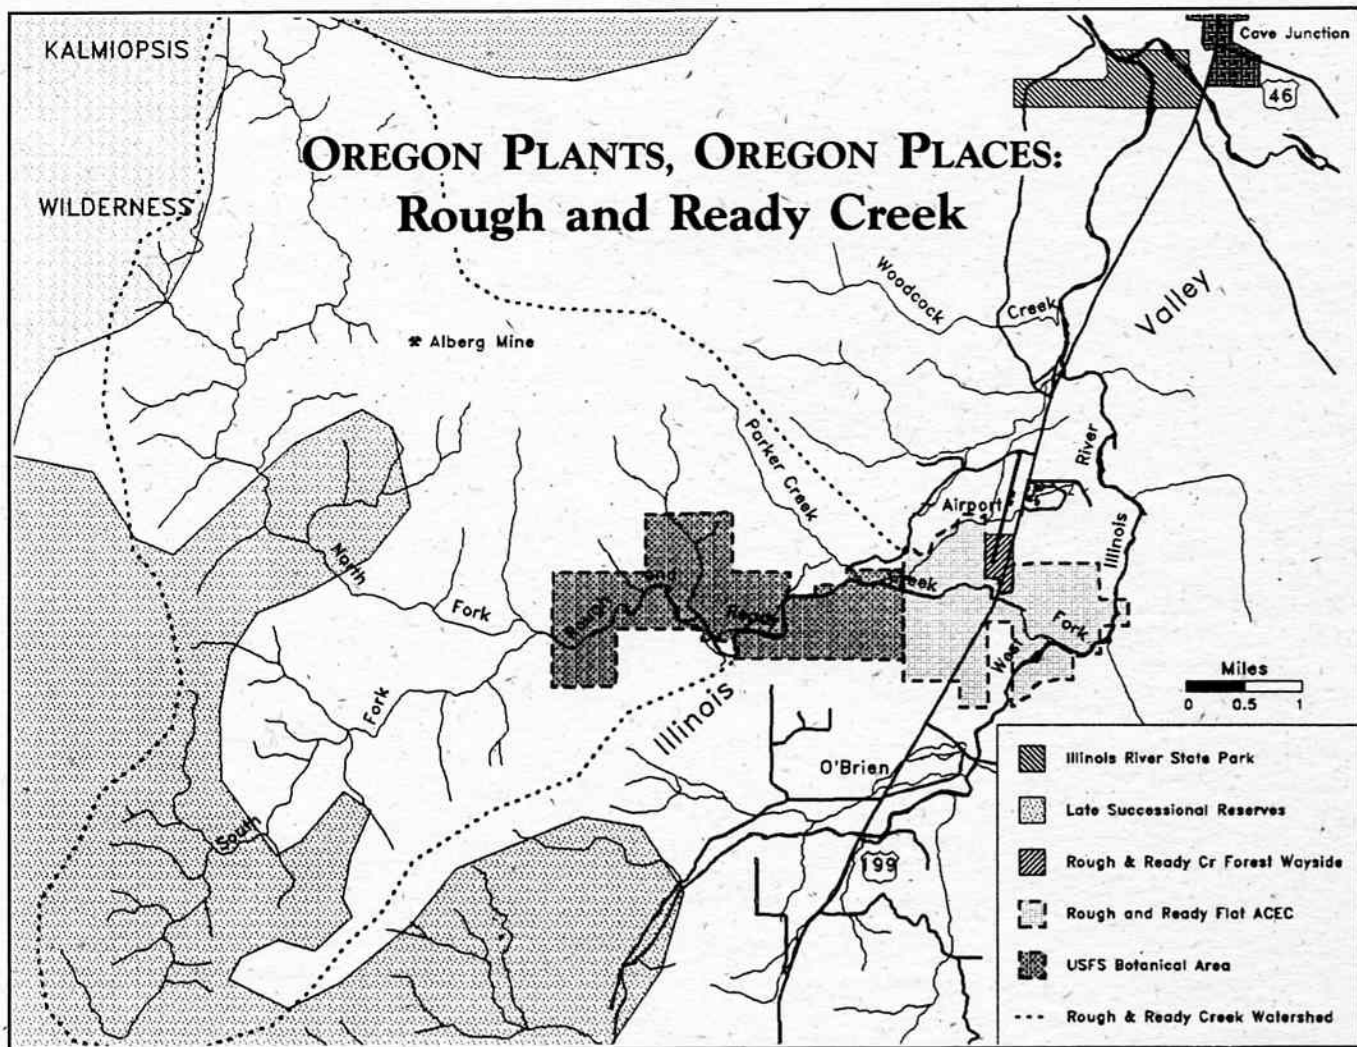 KALMIOPSIS
Cave Junction
46
OREGON PLANTS, OREGON PLACES:
Rough and Ready Creek
WILDERNESS
Woodcock
Creek
Valley
Alberg Mine
Parker Creek
River
Airport
Illinois
North
Fork
Rough
and
Ready
Creek
West
Fork
Fork
South
Illinois
O'Brien
199
Miles
0 0.5 1
Illinois River State Park
Late Successional Reserves
Rough & Ready Cr Forest Wayside
Rough and Ready Flat ACEC
USFS Botanical Area
Rough & Ready Creek Watershed